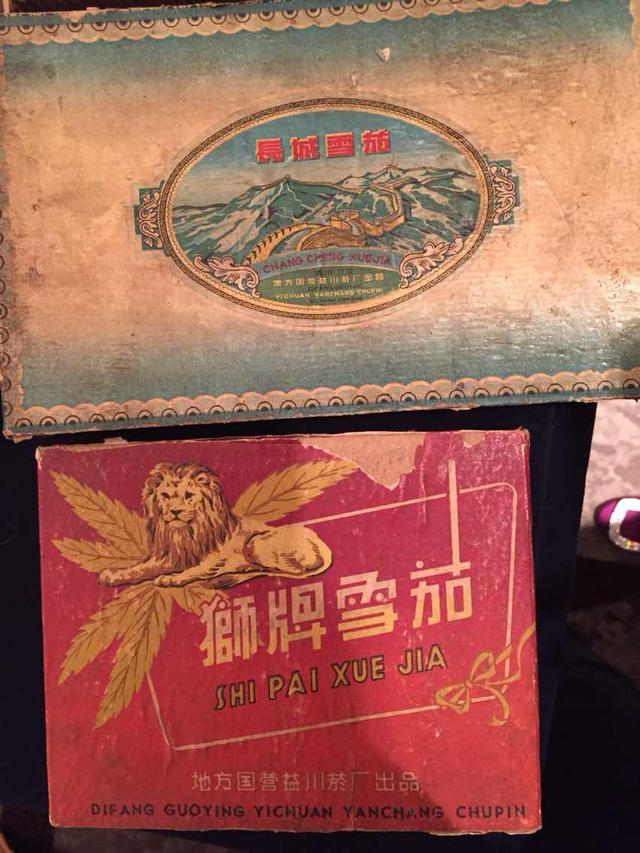 長城雪茄
CHANG CHENG XUEJIA
地方国营益川菸厂出品
YICHUAN YANCHANG CHUPIN
獅牌雪茄
SHI PAI XUE JIA
地方国营益川菸厂出品
DIFANG GUOYING YICHUAN YANCHANG CHUPIN